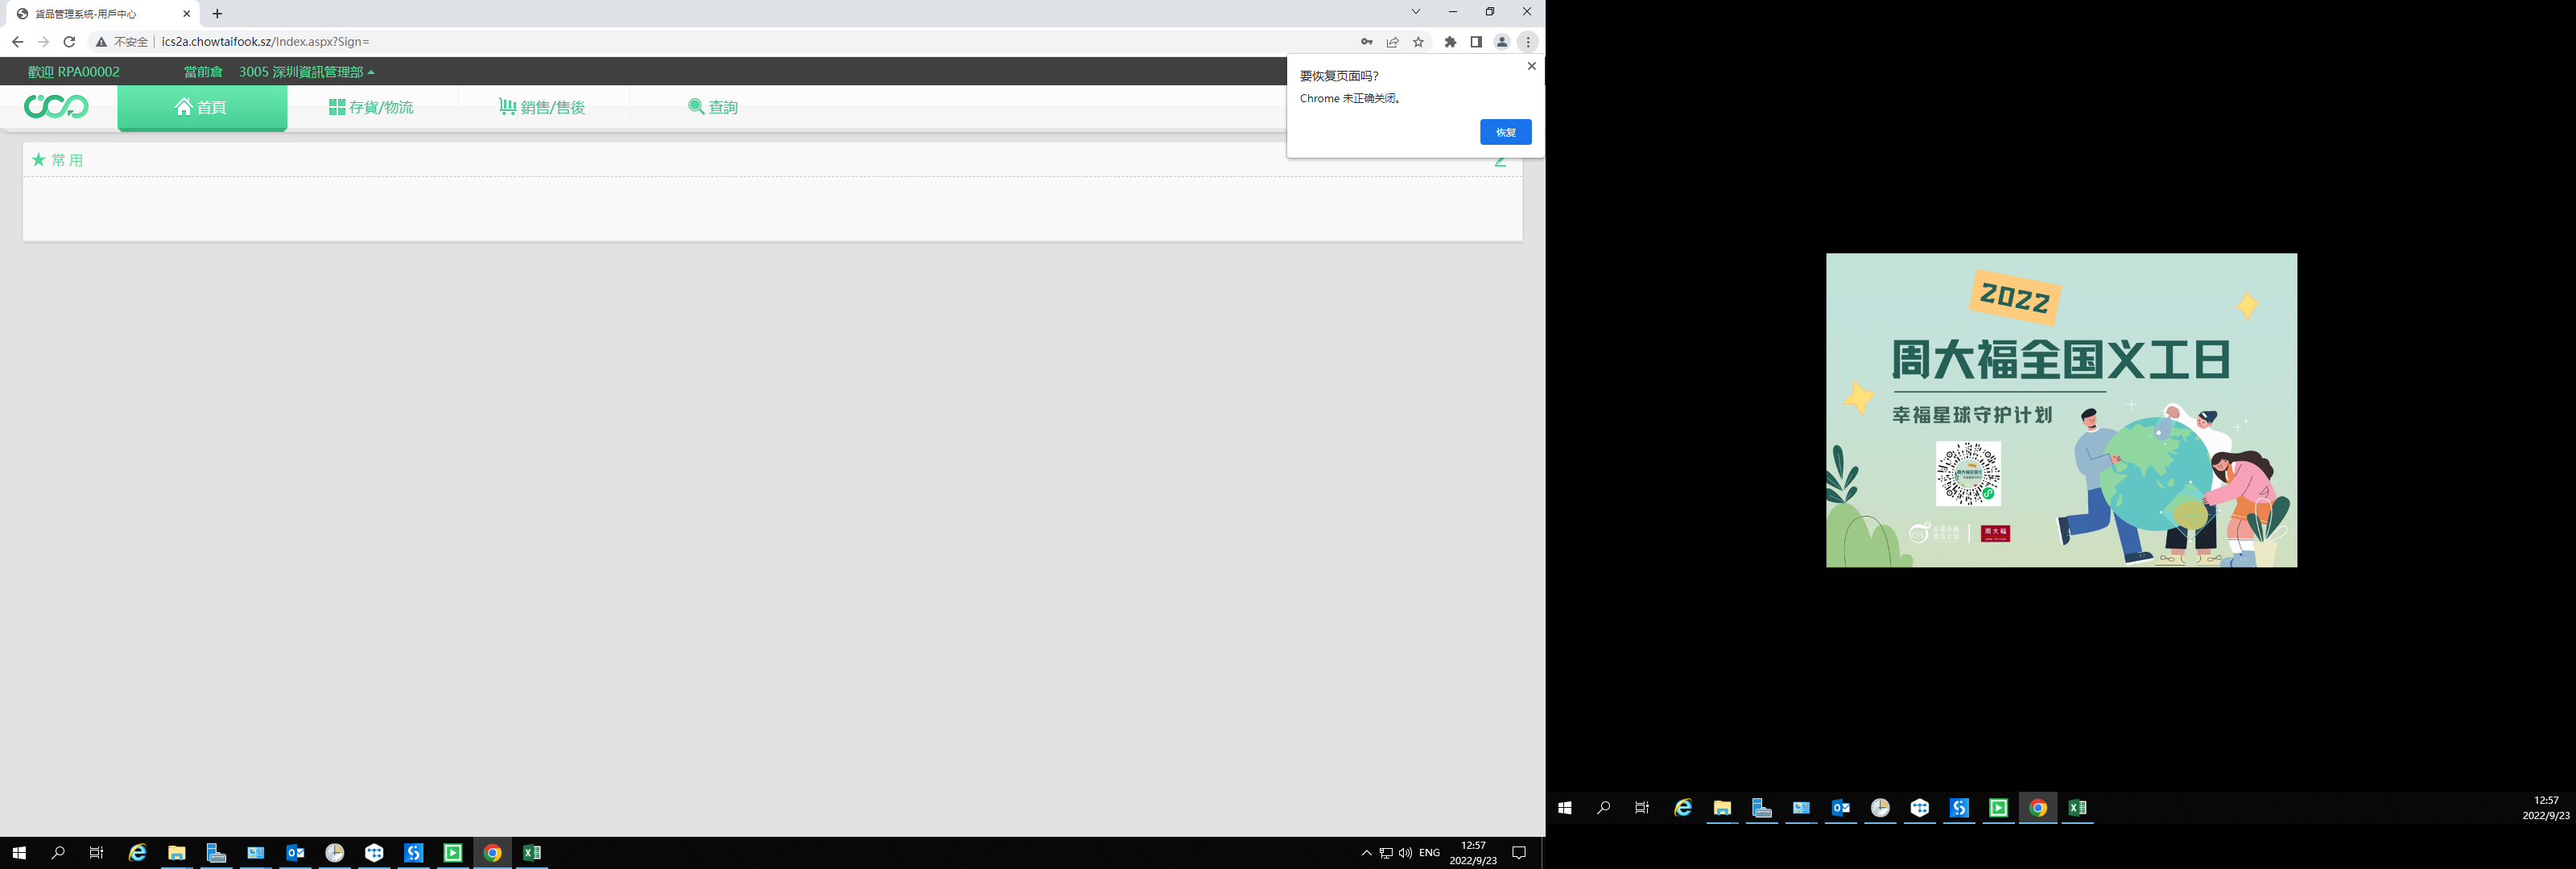 貨品管理系統-用戶中心
不安全
ics2a.chowtaifook.sz/Index.aspx?Sign=
歡迎 RPA00002
當前倉
3005 深圳資訊管理部
要恢复页面吗?
Chrome 未正确关闭。
恢复
首頁
存貨/物流
銷售/售後
查詢
常用
ENG
12:57
2022/9/23
2022
周大福全国义工日
幸福星球守护计划
周大福
12:57
2022/9/23